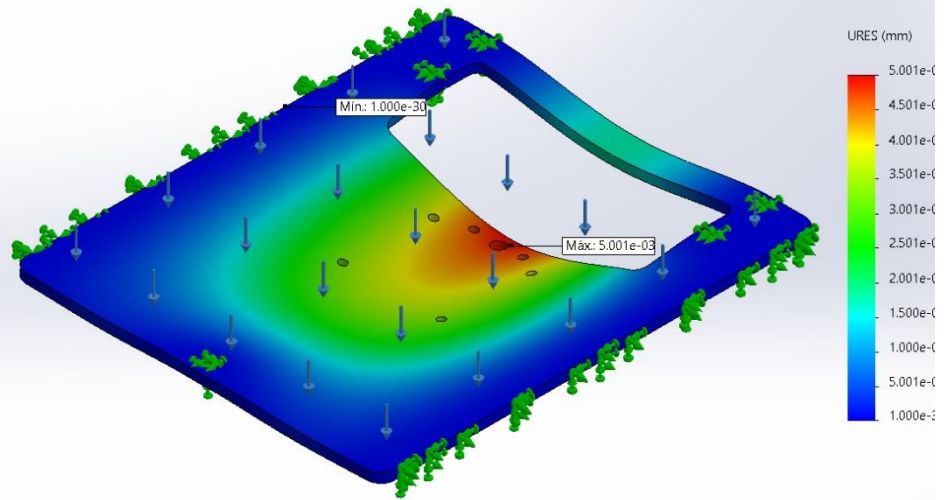 URES (mm)
5.001e-0
4.501e-0
4.001e-0
3.501e-0
3.001e-0
2.501e-0
2.001e-0
1.500e-0
1.000e-0
5.001e-0
1.000e-3
Mín.: 1.000e-30
Máx.: 5.001e-03